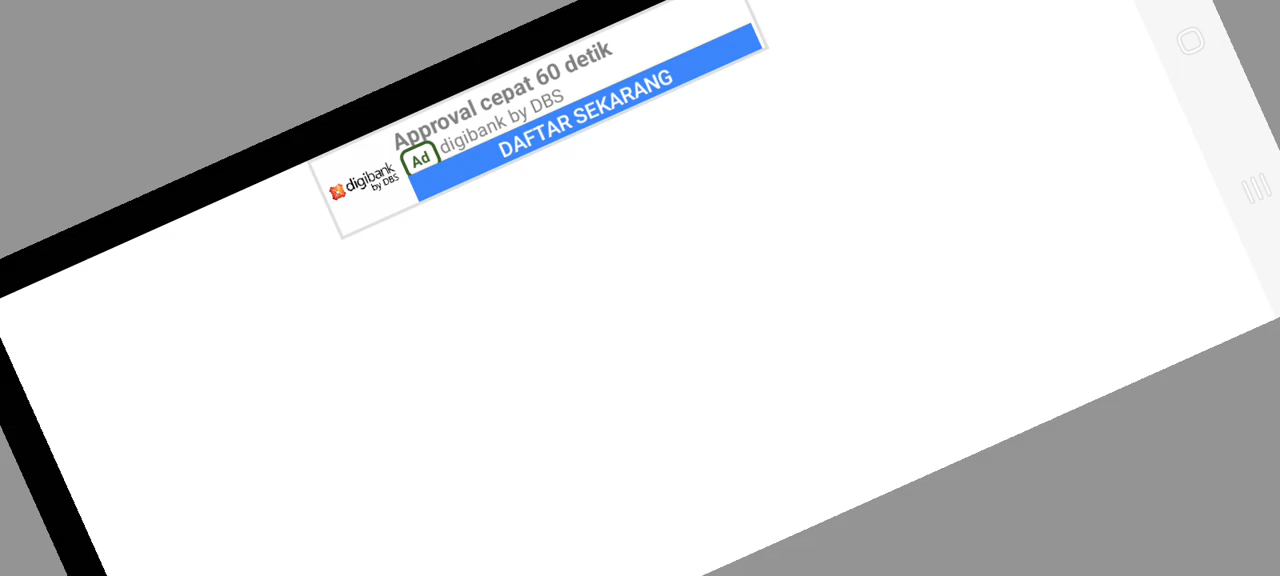 Approval cepat 60 detik
Ad digibank by DBS
digibank
by DBS
DAFTAR SEKARANG